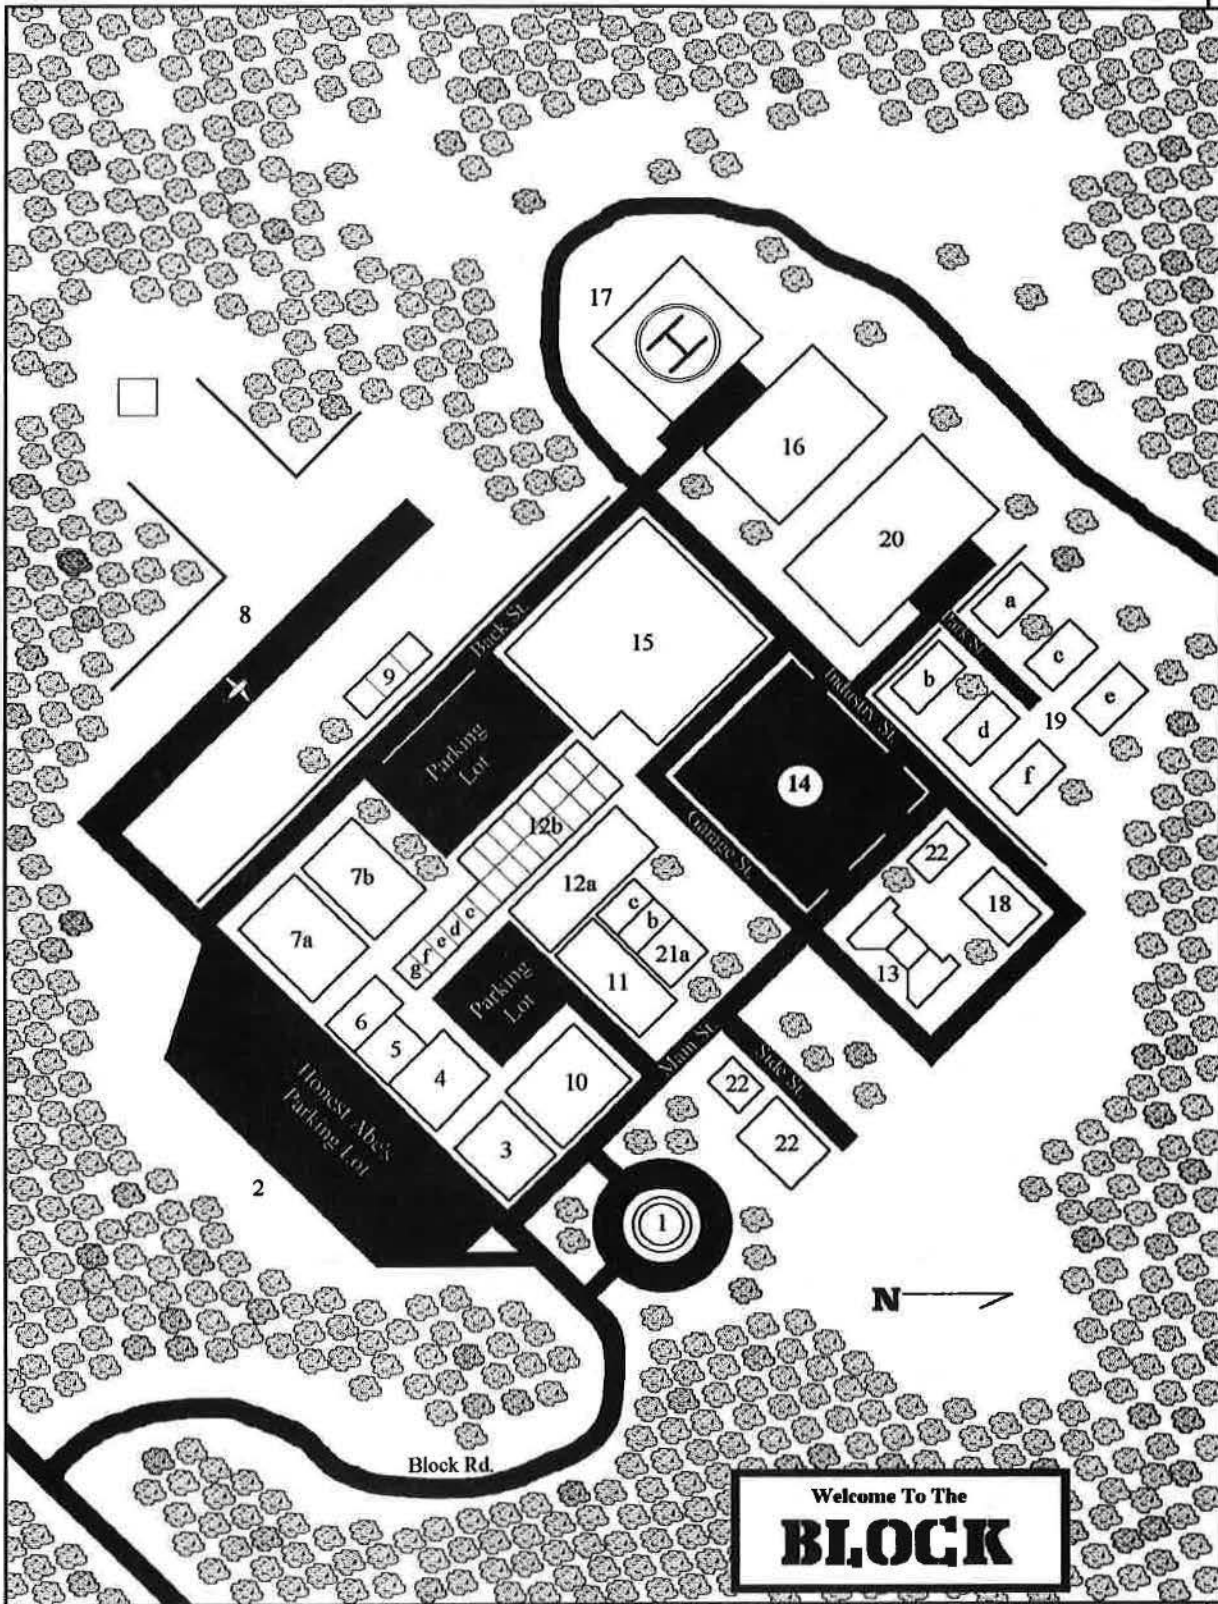 17
H
16
20
a
8
Back St.
15
Park St.
c
9
b
e
Industry St.
19
d
Parking
Lot
f
14
12b
Garage St.
22
7b
12a
c
18
7a
c
b
d
e
21a
f
g
13
11
Parking
Lot
6
Main St.
5
Side St.
4
10
22
Honest Abe's
Parking Lot
3
22
2
1
N
Block Rd.
Welcome To The
BLOCK